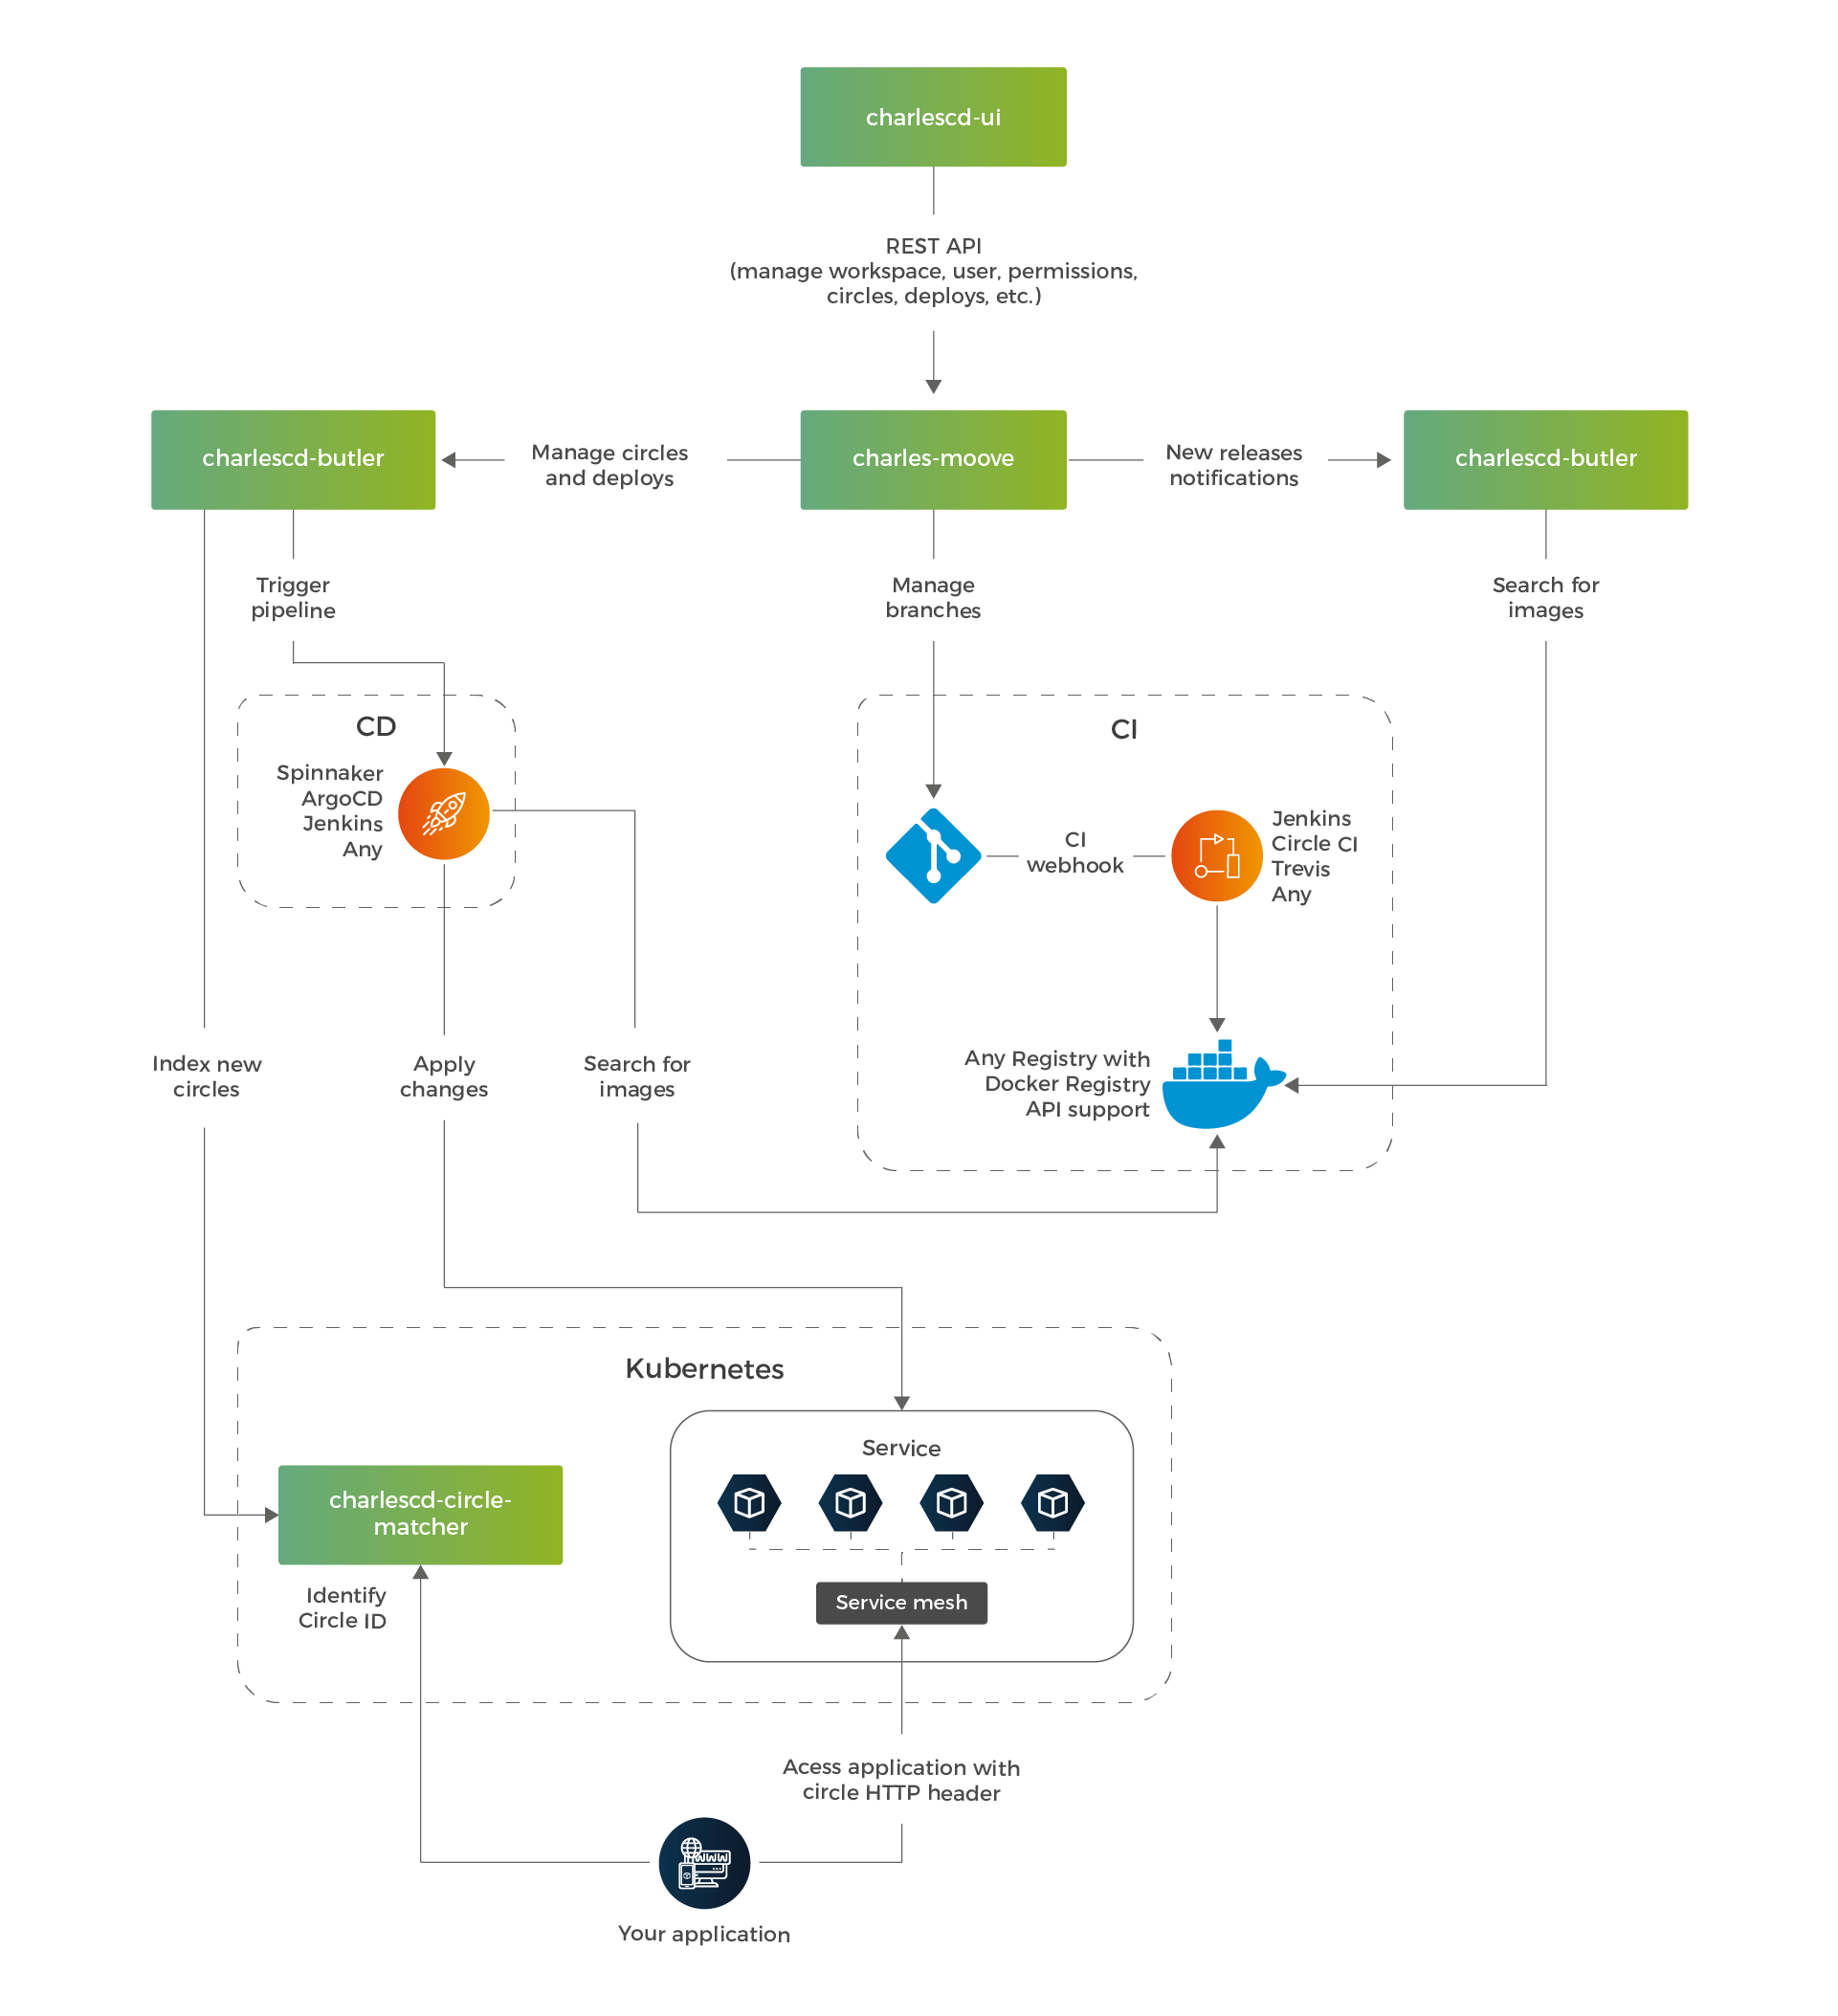 charlescd-ui
REST API
(manage workspace, user, permissions,
circles, deploys, etc.)
charlescd-butler
Manage circles
and deploys
charles-moove
New releases
notifications
charlescd-butler
Trigger
pipeline
Manage
branches
Search for
images
CD
Spinnaker
ArgoCD
Jenkins
Any
CI
CI
webhook
Jenkins
Circle CI
Trevis
Any
Index new
circles
Apply
changes
Search for
images
Any Registry with
Docker Registry
API support
Kubernetes
Service
charlescd-circle-
matcher
Service mesh
Identify
Circle ID
Acess application with
circle HTTP header
WWW
Your application